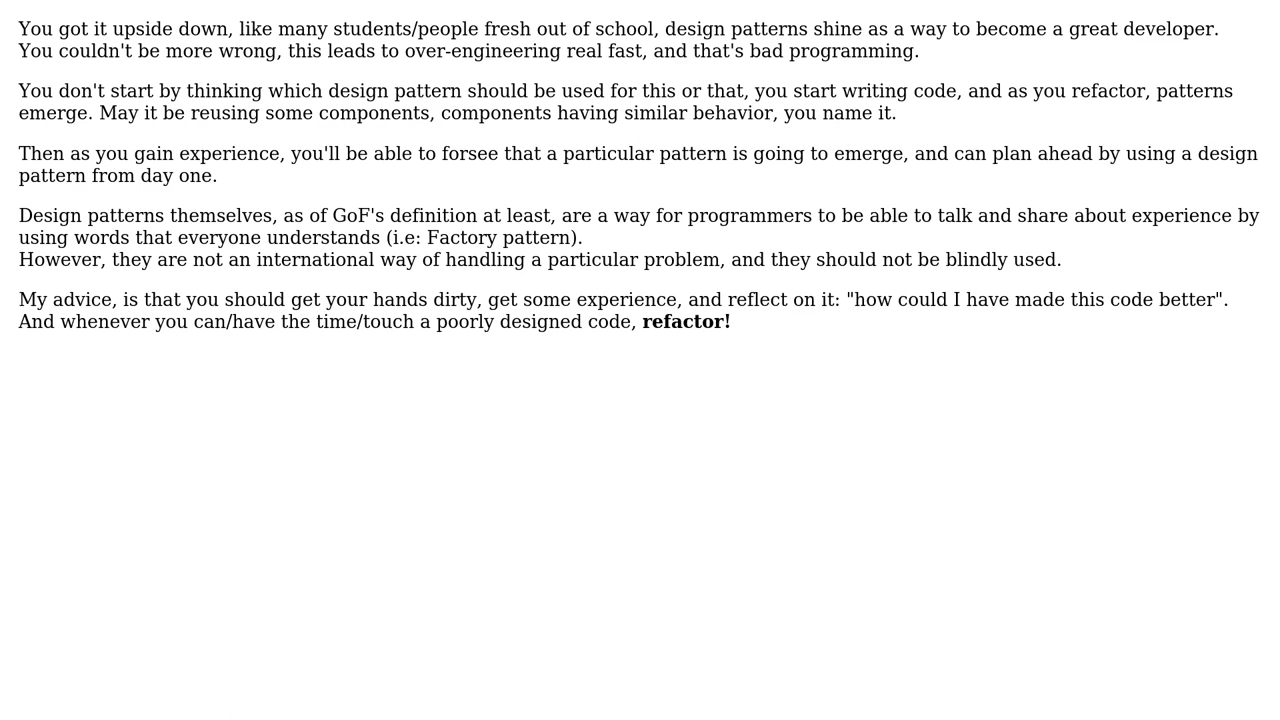 You got it upside down, like many students/people fresh out of school, design patterns shine as a way to become a great developer.
You couldn't be more wrong, this leads to over-engineering real fast, and that's bad programming.
You don't start by thinking which design pattern should be used for this or that, you start writing code, and as you refactor, patterns
emerge. May it be reusing some components, components having similar behavior, you name it.
Then as you gain experience, you'll be able to forsee that a particular pattern is going to emerge, and can plan ahead by using a design
pattern from day one.
Design patterns themselves, as of GoF's definition at least, are a way for programmers to be able to talk and share about experience by
using words that everyone understands (i.e: Factory pattern).
However, they are not an international way of handling a particular problem, and they should not be blindly used.
My advice, is that you should get your hands dirty, get some experience, and reflect on it: "how could I have made this code better".
And whenever you can/have the time/touch a poorly designed code, refactor!